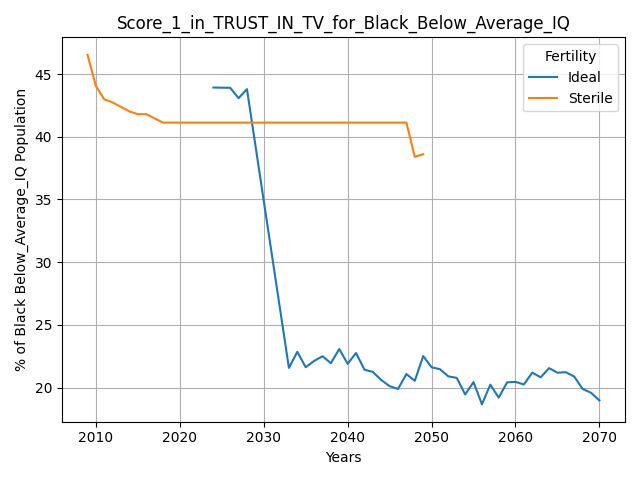 Score_1_in_TRUST_IN_TV_for_Black_Below_Average_IQ
% of Black Below_Average_IQ Population
45
40
35
30
25
20
Fertility
Ideal
Sterile
2010 2020 2030 2040 2050 2060 2070
Years